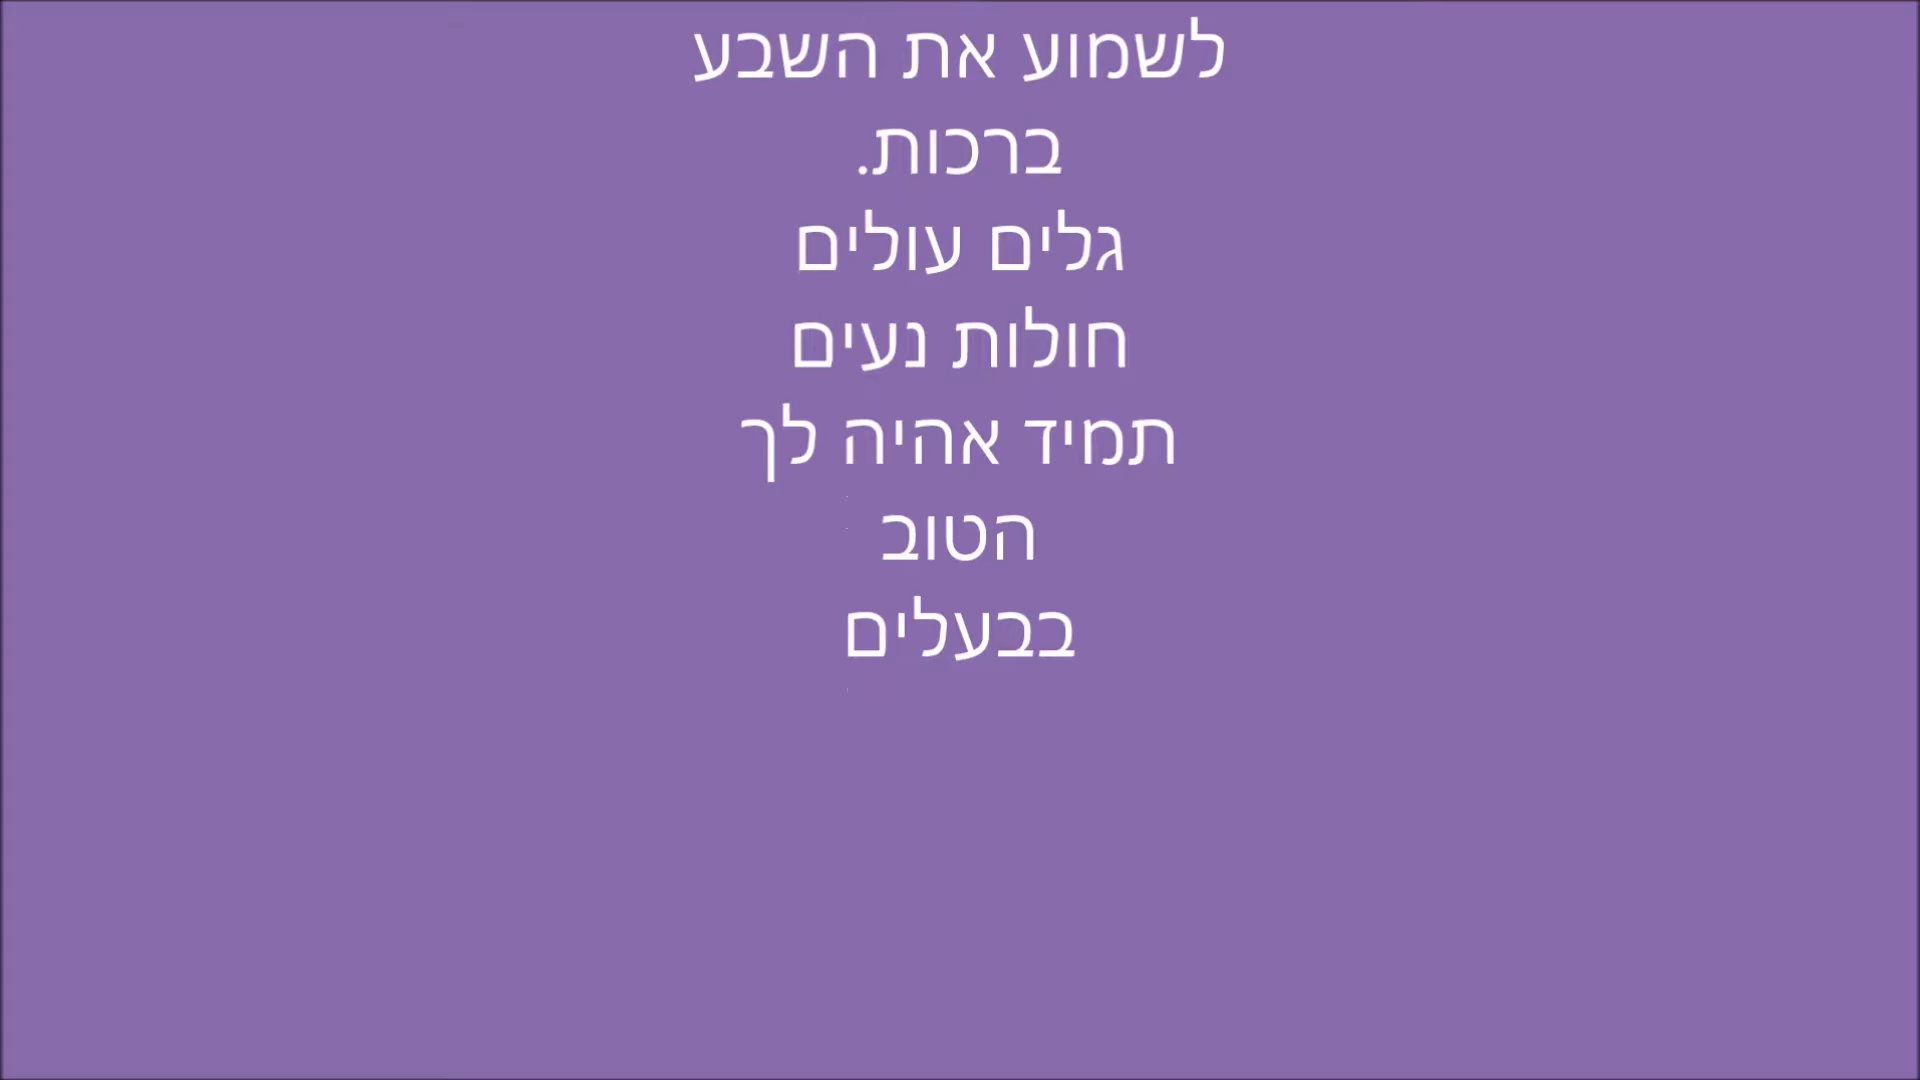 לשמוע את השבע
ברכות.
גלים עולים
חולות נעים
תמיד אהיה לך
הטוב
בבעלים